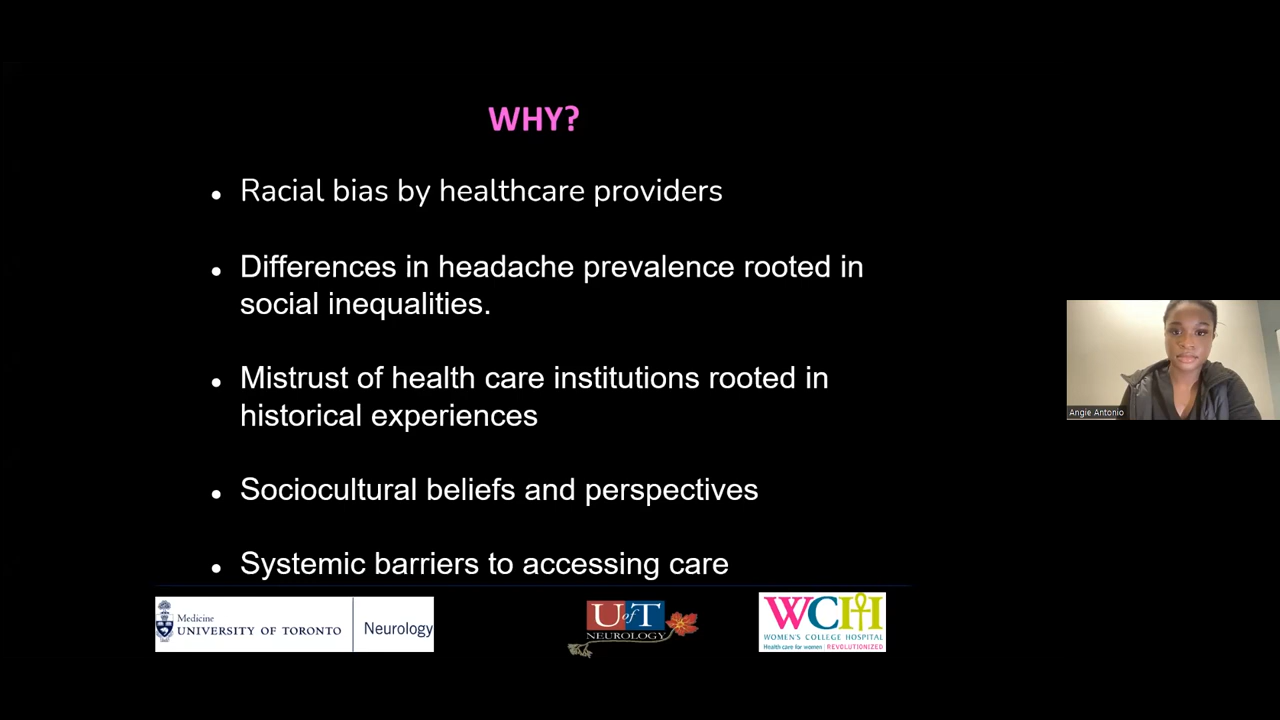 WHY?
● Racial bias by healthcare providers
● Differences in headache prevalence rooted in
social inequalities.
● Mistrust of health care institutions rooted in
historical experiences
● Sociocultural beliefs and perspectives
● Systemic barriers to accessing care
Angie Antonio
Medicine
UNIVERSITY OF TORONTO
Neurology
U of T
NEUROLOGY
WCH
WOMEN'S COLLEGE HOSPITAL
Health care for women | REVOLUTIONIZED